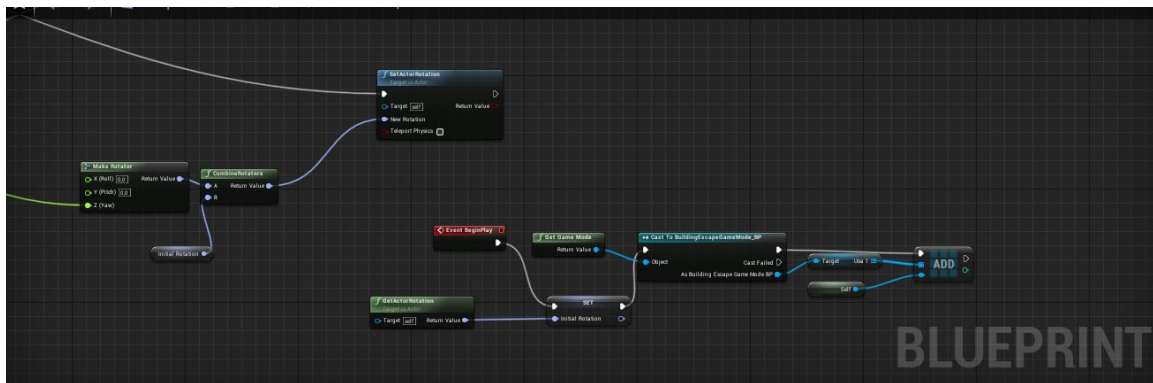 SetActorRotation
Target is Actor
Target self Return Value
New Rotation
Teleport Physics
Make Rotator
X (Roll) 0,0 Return Value
Y (Pitch) 0,0
Z (Yaw)
CombineRotators
A Return Value
B
Initial Rotation
Event BeginPlay
Get Game Mode
Return Value
Cast To BuildingEscapeGameMode_BP
Object
Cast Failed
As Building Escape Game Mode BP
Target
Self
ADD
GetActorRotation
Target is Actor
Target self Return Value
SET
Initial Rotation
BLUEPRINT